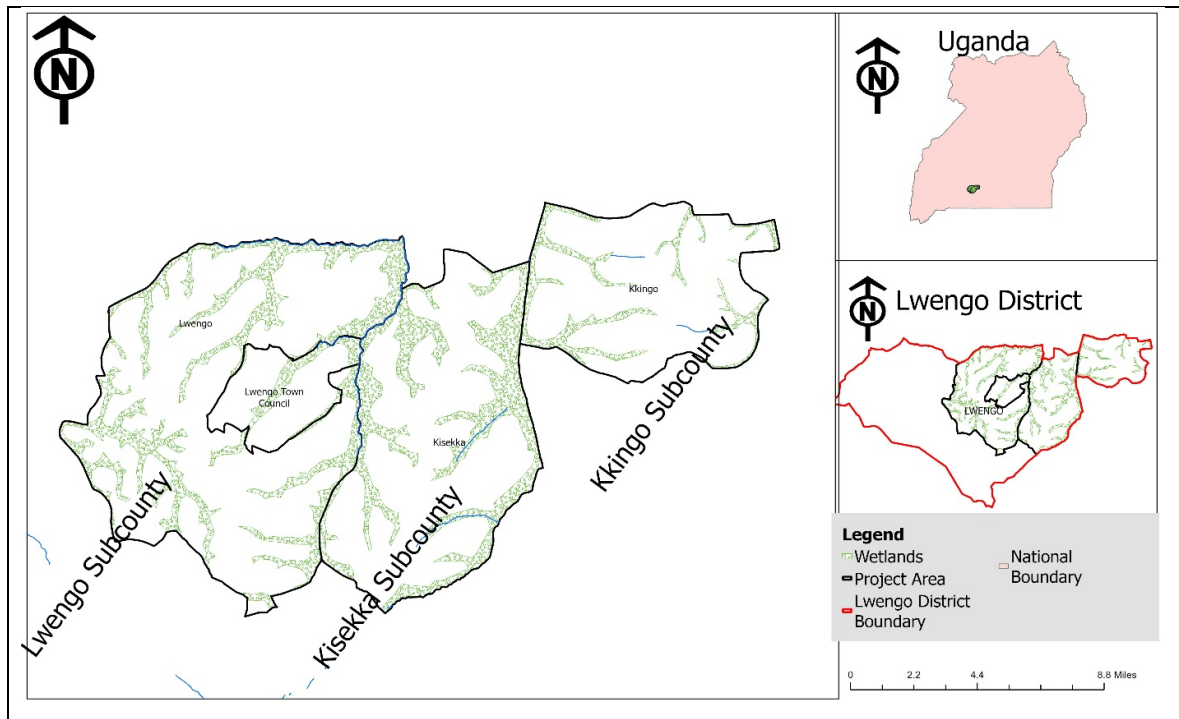 N
Lwengo
Lwengo Town
Council
Kisekka
Kkingo
Lwengo Subcounty
Kisekka Subcounty
Kkingo Subcounty
Uganda
N
Lwengo District
N
LWENGO
Legend
Wetlands
Project Area
Lwengo District
Boundary
National
Boundary
0 2.2 4.4 8.8 Miles